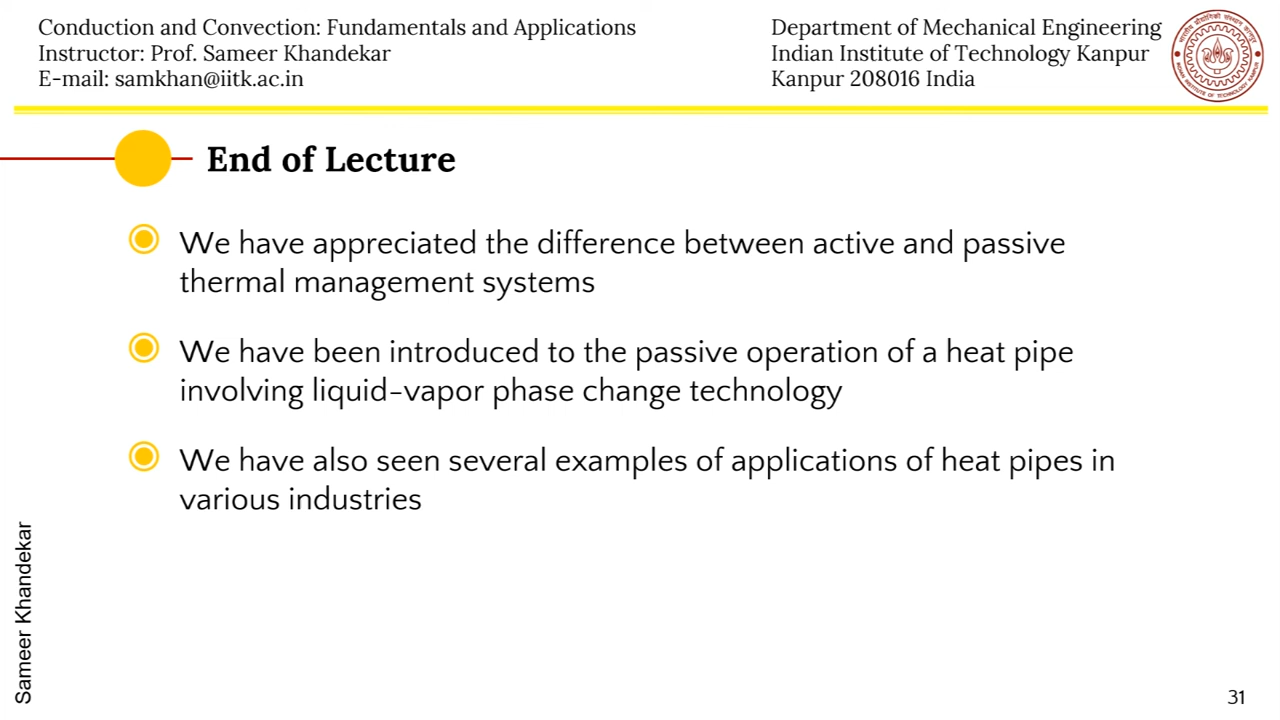 Conduction and Convection: Fundamentals and Applications
Instructor: Prof. Sameer Khandekar
E-mail: samkhan@iitk.ac.in
Department of Mechanical Engineering
Indian Institute of Technology Kanpur
Kanpur 208016 India
End of Lecture
We have appreciated the difference between active and passive
thermal management systems
We have been introduced to the passive operation of a heat pipe
involving liquid-vapor phase change technology
We have also seen several examples of applications of heat pipes in
various industries
Sameer Khandekar
31